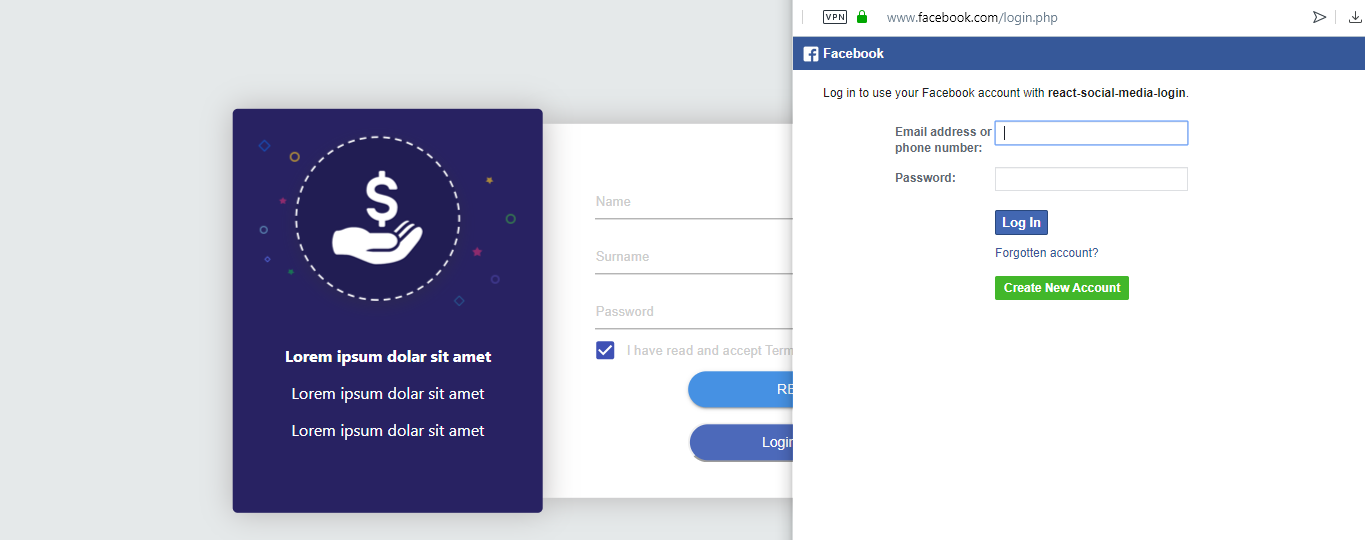 Lorem ipsum dolar sit amet
Lorem ipsum dolar sit amet
Lorem ipsum dolar sit amet
Name
Surname
Password
I have read and accept
Login
VPN
www.facebook.com/login.php
Facebook
Log in to use your Facebook account with react-social-media-login.
Email address or
phone number:
Password:
Log In
Forgotten account?
Create New Account